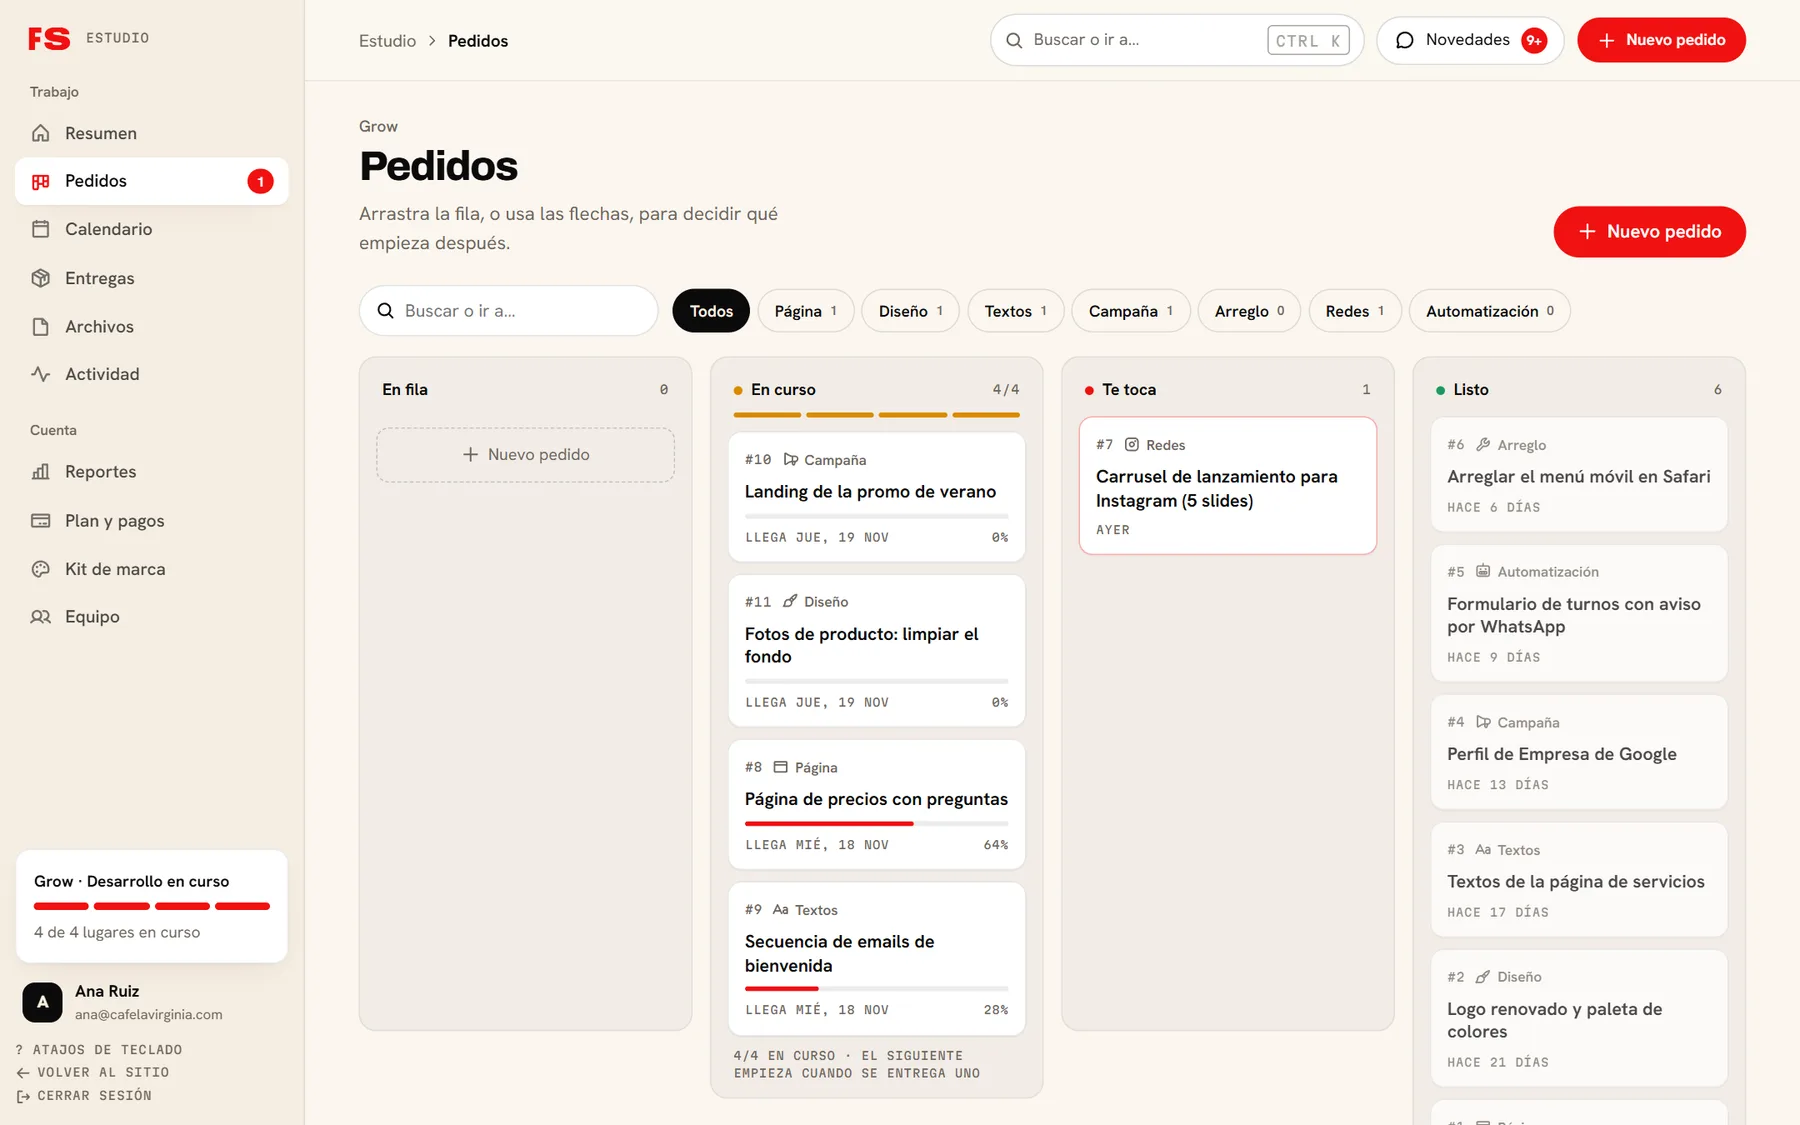 FS ESTUDIO
Trabajo
Resumen
Pedidos 1
Calendario
Entregas
Archivos
Actividad
Cuenta
Reportes
Plan y pagos
Kit de marca
Equipo
Grow · Desarrollo en curso
4 de 4 lugares en curso
A
Ana Ruiz
ana@cafelavirginia.com
? ATAJOS DE TECLADO
VOLVER AL SITIO
CERRAR SESIÓN
Estudio > Pedidos
Buscar o ir a... CTRL K
Novedades 9+
+ Nuevo pedido
Grow
Pedidos
Arrastra la fila, o usa las flechas, para decidir qué
empieza después.
+ Nuevo pedido
Buscar o ir a...
Todos
Página 1
Diseño 1
Textos 1
Campaña 1
Arreglo 0
Redes 1
Automatización 0
En fila 0
+ Nuevo pedido
En curso 4/4
#10 Campaña
Landing de la promo de verano
LLEGA JUE, 19 NOV 0%
#11 Diseño
Fotos de producto: limpiar el
fondo
LLEGA JUE, 19 NOV 0%
#8 Página
Página de precios con preguntas
LLEGA MIÉ, 18 NOV 64%
#9 Aa Textos
Secuencia de emails de
bienvenida
LLEGA MIÉ, 18 NOV 28%
4/4 EN CURSO · EL SIGUIENTE
EMPIEZA CUANDO SE ENTREGA UNO
Te toca 1
#7 Redes
Carrusel de lanzamiento para
Instagram (5 slides)
AYER
Listo 6
#6 Arreglo
Arreglar el menú móvil en Safari
HACE 6 DÍAS
#5 Automatización
Formulario de turnos con aviso
por WhatsApp
HACE 9 DÍAS
#4 Campaña
Perfil de Empresa de Google
HACE 13 DÍAS
#3 Aa Textos
Textos de la página de servicios
HACE 17 DÍAS
#2 Diseño
Logo renovado y paleta de
colores
HACE 21 DÍAS